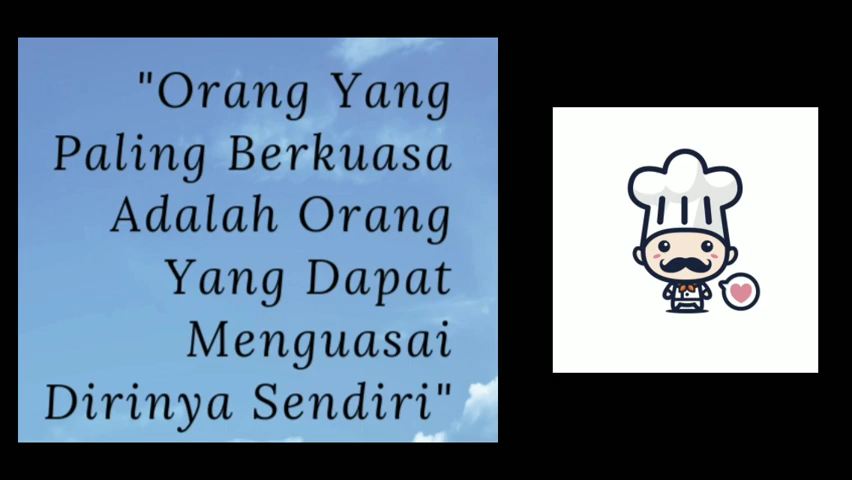 "Orang Yang
Paling Berkuasa
Adalah Orang
Yang Dapat
Menguasai
Dirinya Sendiri"